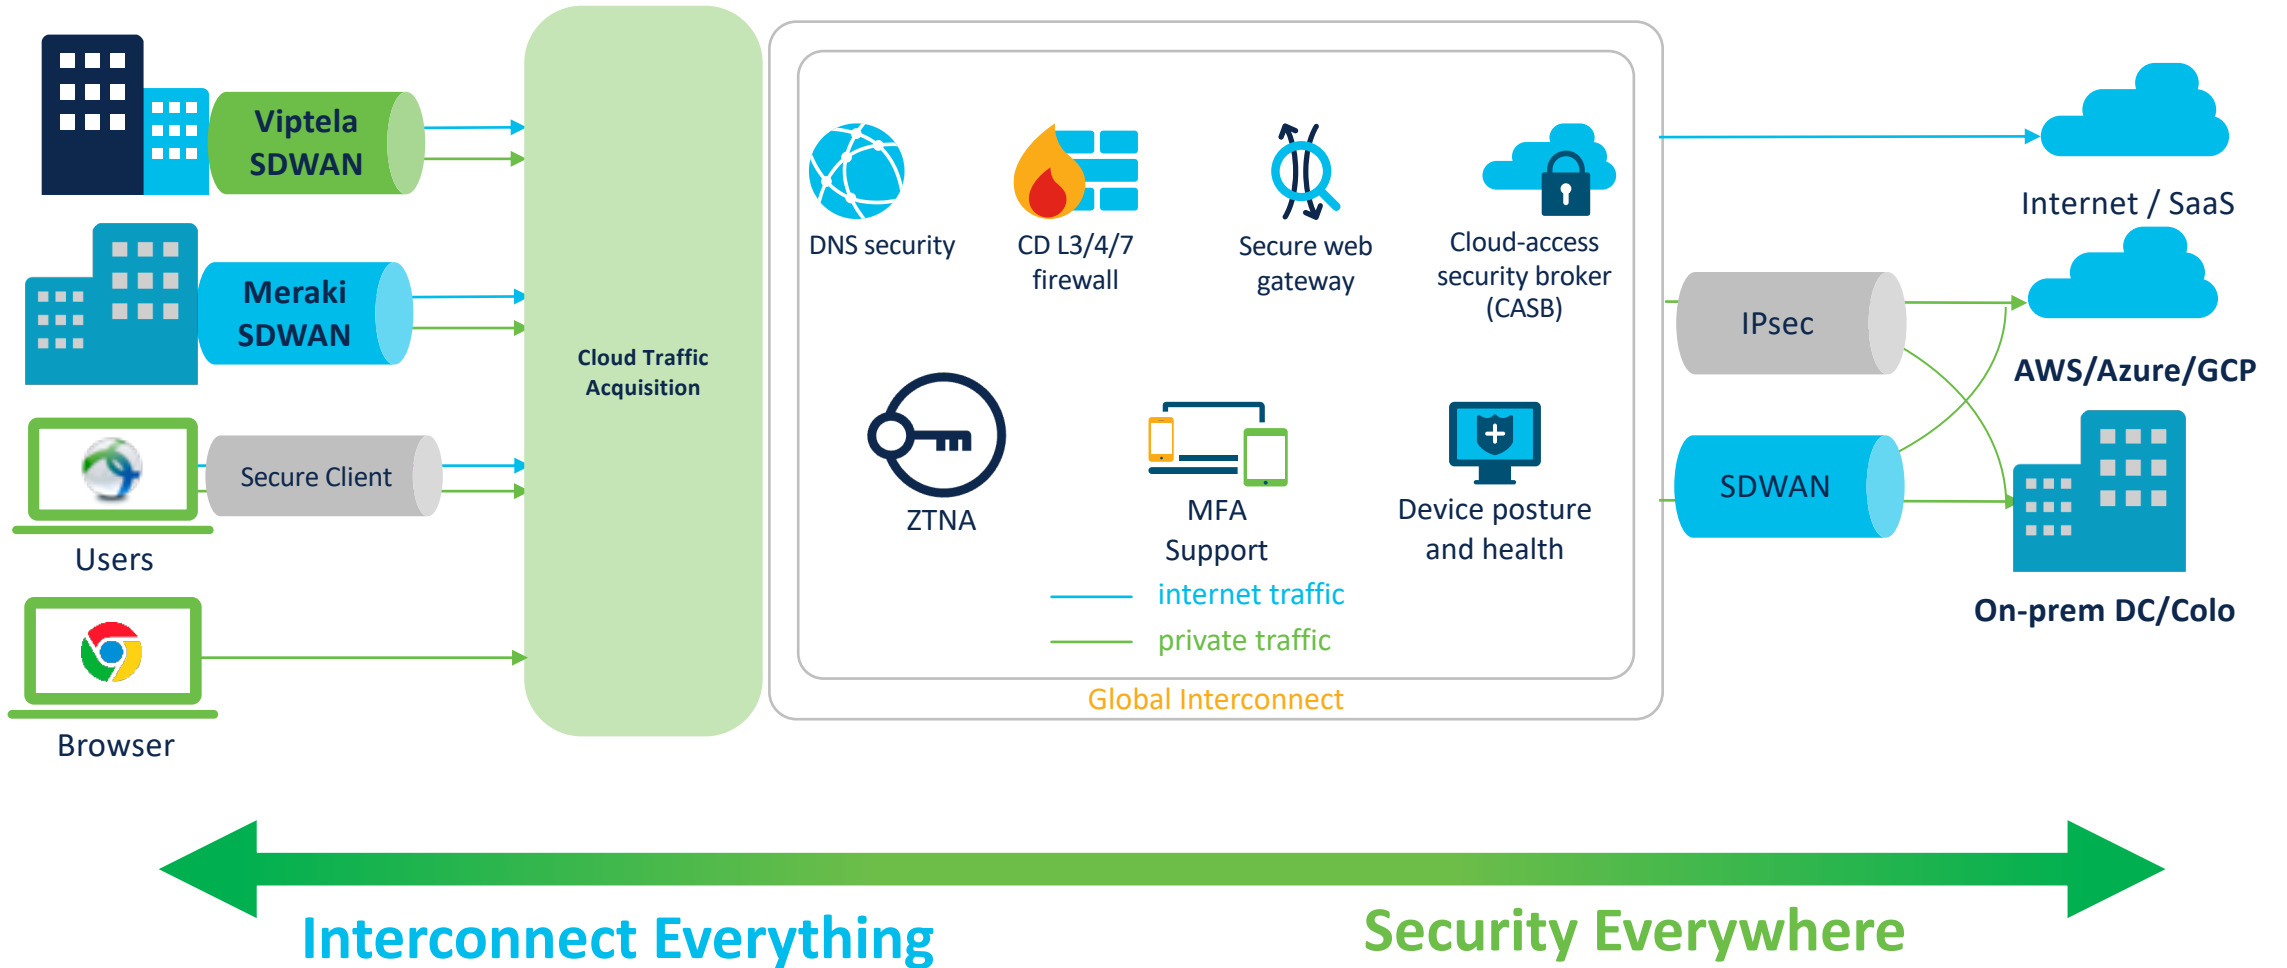 Viptela
SDWAN
Meraki
SDWAN
Secure Client
Users
Browser
Cloud Traffic
Acquisition
DNS security
CD L3/4/7
firewall
Secure web
gateway
Cloud-access
security broker
(CASB)
ZTNA
MFA
Support
Device posture
and health
internet traffic
private traffic
Global Interconnect
IPsec
SDWAN
Internet / SaaS
AWS/Azure/GCP
On-prem DC/Colo
Interconnect Everything
Security Everywhere